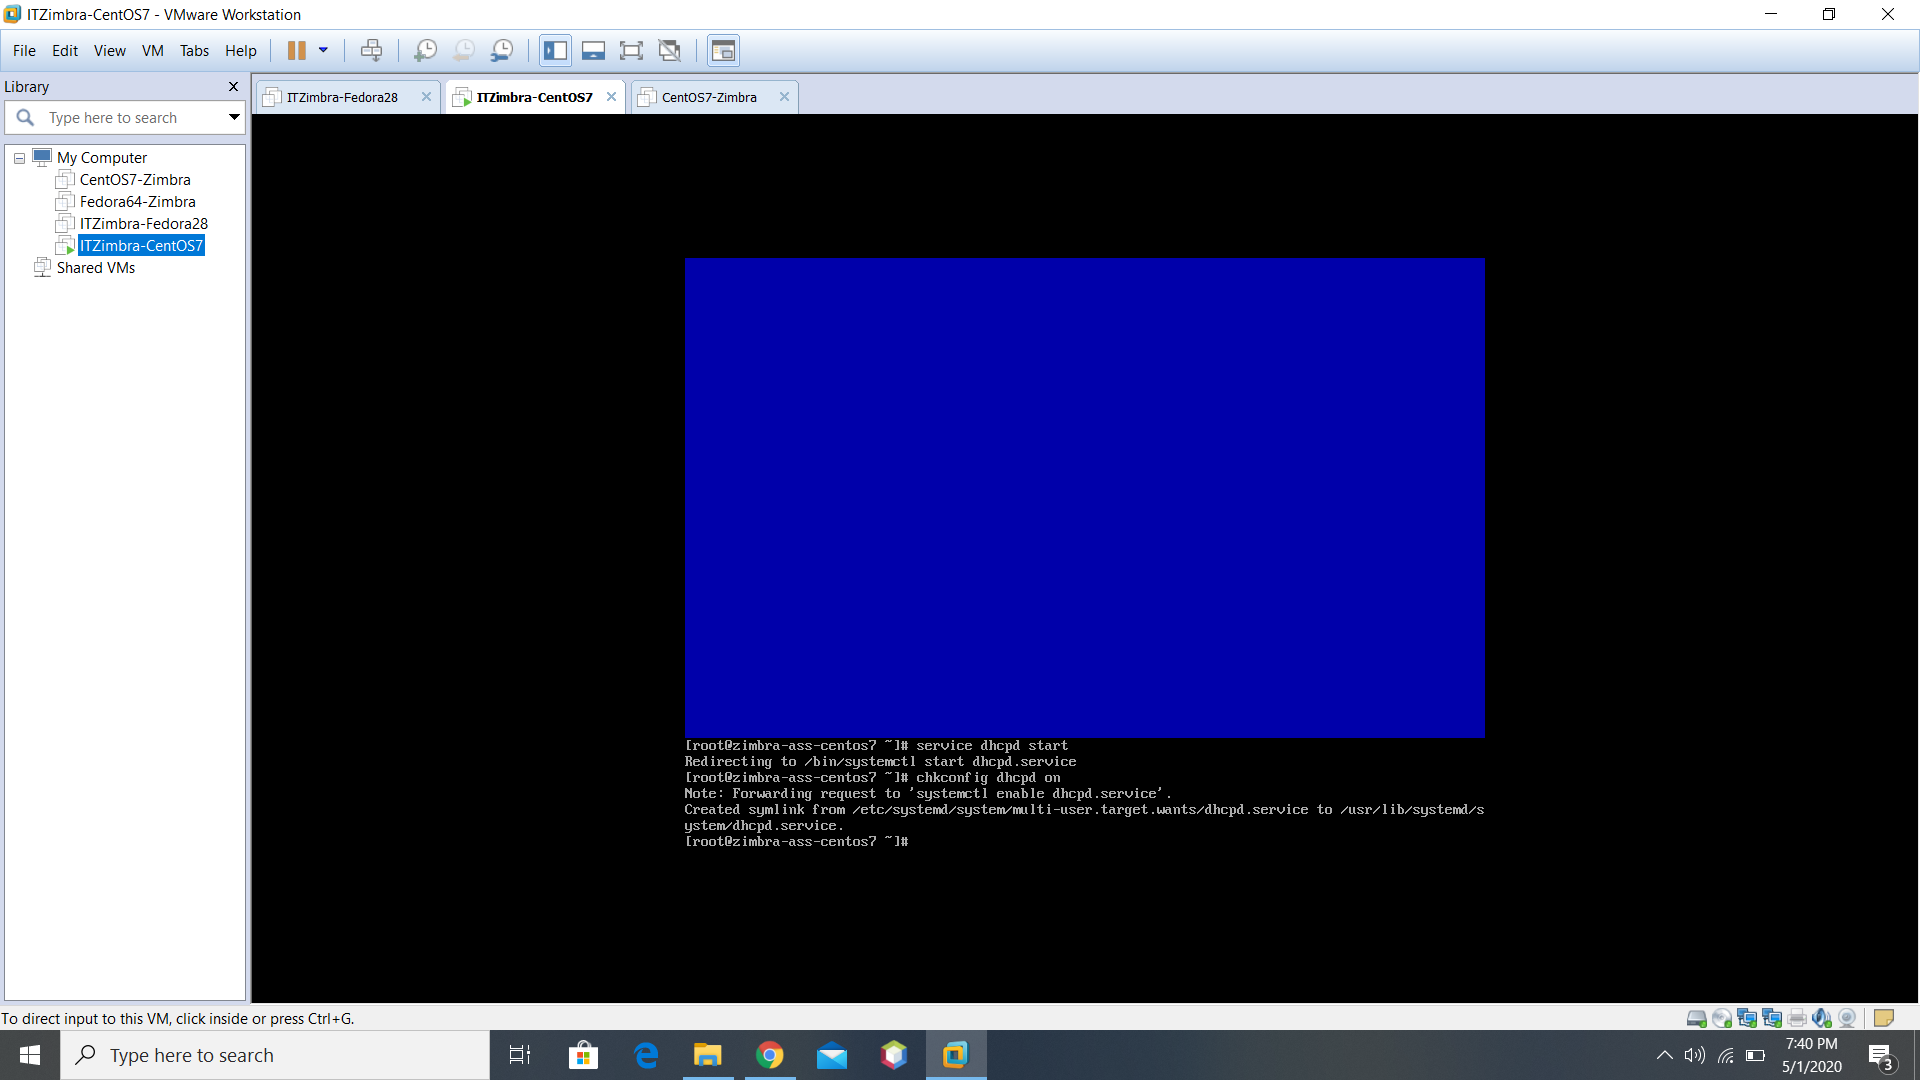 ITZimbra-CentOS7 - VMware Workstation
File Edit View VM Tabs Help
Library
Type here to search
My Computer
CentOS7-Zimbra
Fedora64-Zimbra
ITZimbra-Fedora28
ITZimbra-CentOS7
Shared VMs
ITZimbra-Fedora28 ITZimbra-CentOS7 CentOS7-Zimbra
[root@zimbra-ass-centos7 ~]# service dhcpd start
Redirecting to /bin/systemctl start dhcpd.service
[root@zimbra-ass-centos7 ~]# chkconfig dhcpd on
Note: Forwarding request to 'systemctl enable dhcpd.service'.
Created symlink from /etc/systemd/system/multi-user.target.wants/dhcpd.service to /usr/lib/systemd/s
ystem/dhcpd.service.
[root@zimbra-ass-centos7 ~]#
To direct input to this VM, click inside or press Ctrl+G.
Type here to search
7:40 PM
5/1/2020
3